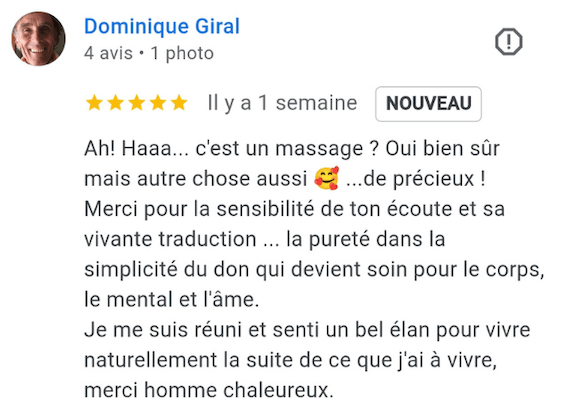 Dominique Giral
4 avis • 1 photo
Il y a 1 semaine NOUVEAU
Ah! Haaa... c'est un massage ? Oui bien sûr
mais autre chose aussi 🥰 ...de précieux !
Merci pour la sensibilité de ton écoute et sa
vivante traduction ... la pureté dans la
simplicité du don qui devient soin pour le corps,
le mental et l'âme.
Je me suis réuni et senti un bel élan pour vivre
naturellement la suite de ce que j'ai à vivre,
merci homme chaleureux.